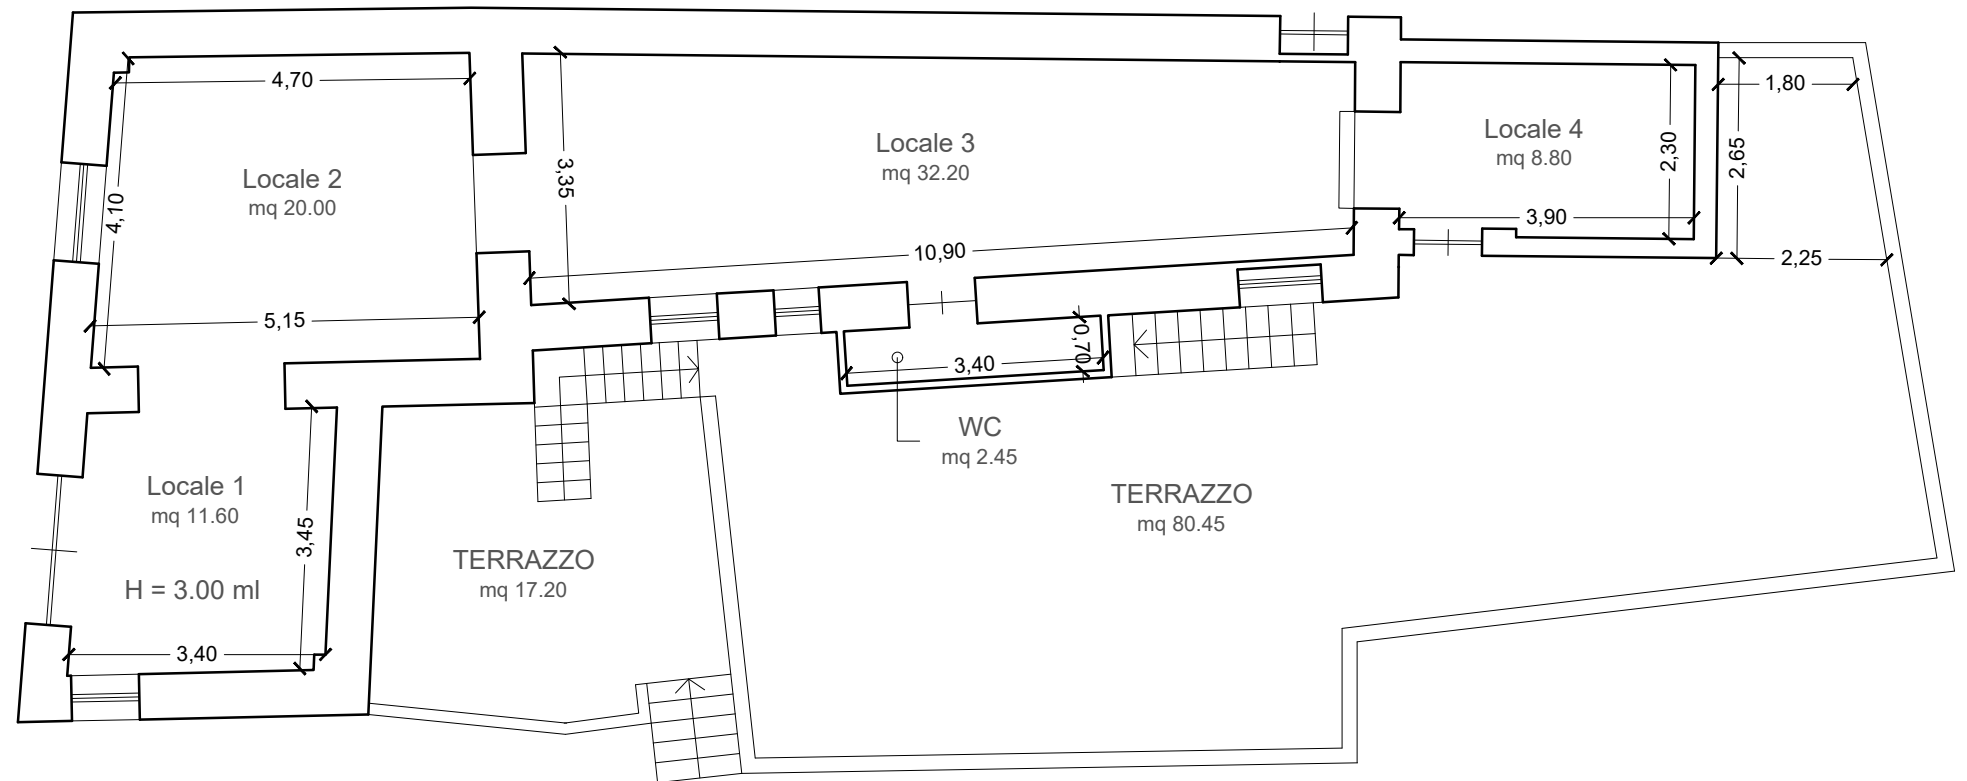 4,70
1,80
Locale 3
mq 32.20
Locale 4
mq 8.80
2,30
2,65
3,35
Locale 2
mq 20.00
4,10
3,90
10,90
2,25
5,15
0,70
3,40
WC
mq 2.45
Locale 1
mq 11.60
3,45
TERRAZZO
mq 80.45
TERRAZZO
mq 17.20
H = 3.00 ml
3,40